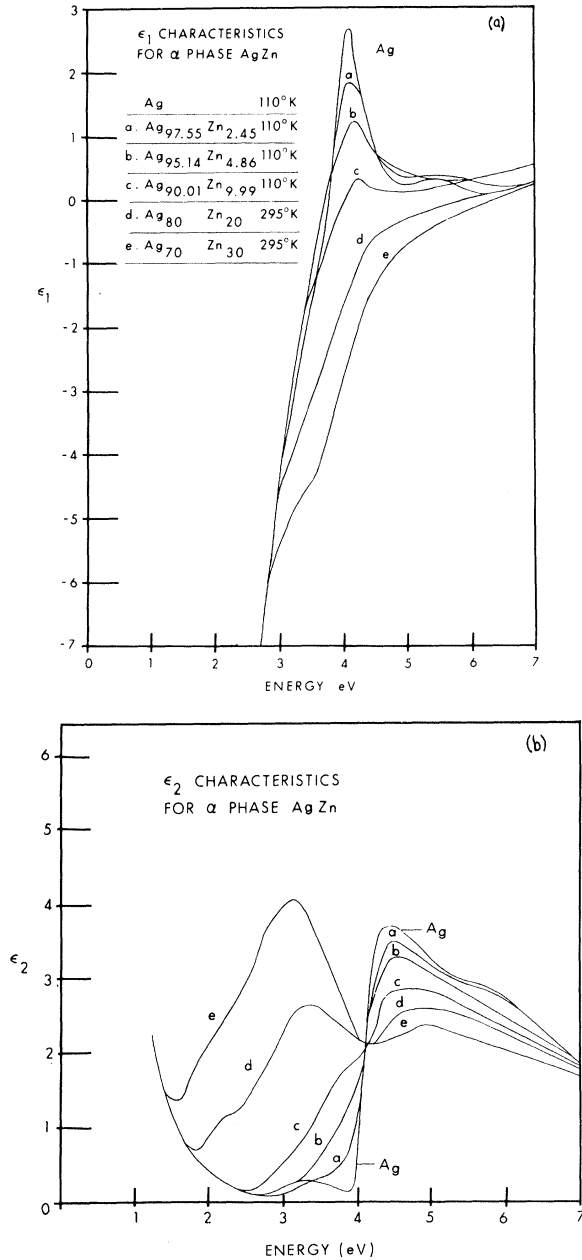 (a)
ϵ1 CHARACTERISTICS
FOR α PHASE AgZn
Ag 110°K
a. Ag97.55 Zn2.45 110°K
b. Ag95.14 Zn4.86 110°K
c. Ag90.01 Zn9.99 110°K
d. Ag80 Zn20 295°K
e. Ag70 Zn30 295°K
Ag
a
b
c
d
e
3
2
1
0
-1
-2
-3
-4
-5
-6
-7
ϵ1
0 1 2 3 4 5 6 7
ENERGY eV
(b)
ϵ2 CHARACTERISTICS
FOR α PHASE AgZn
6
5
4
3
2
1
0
ϵ2
e
d
c
b
a
Ag
a
Ag
b
c
d
e
1 2 3 4 5 6 7
ENERGY (eV)